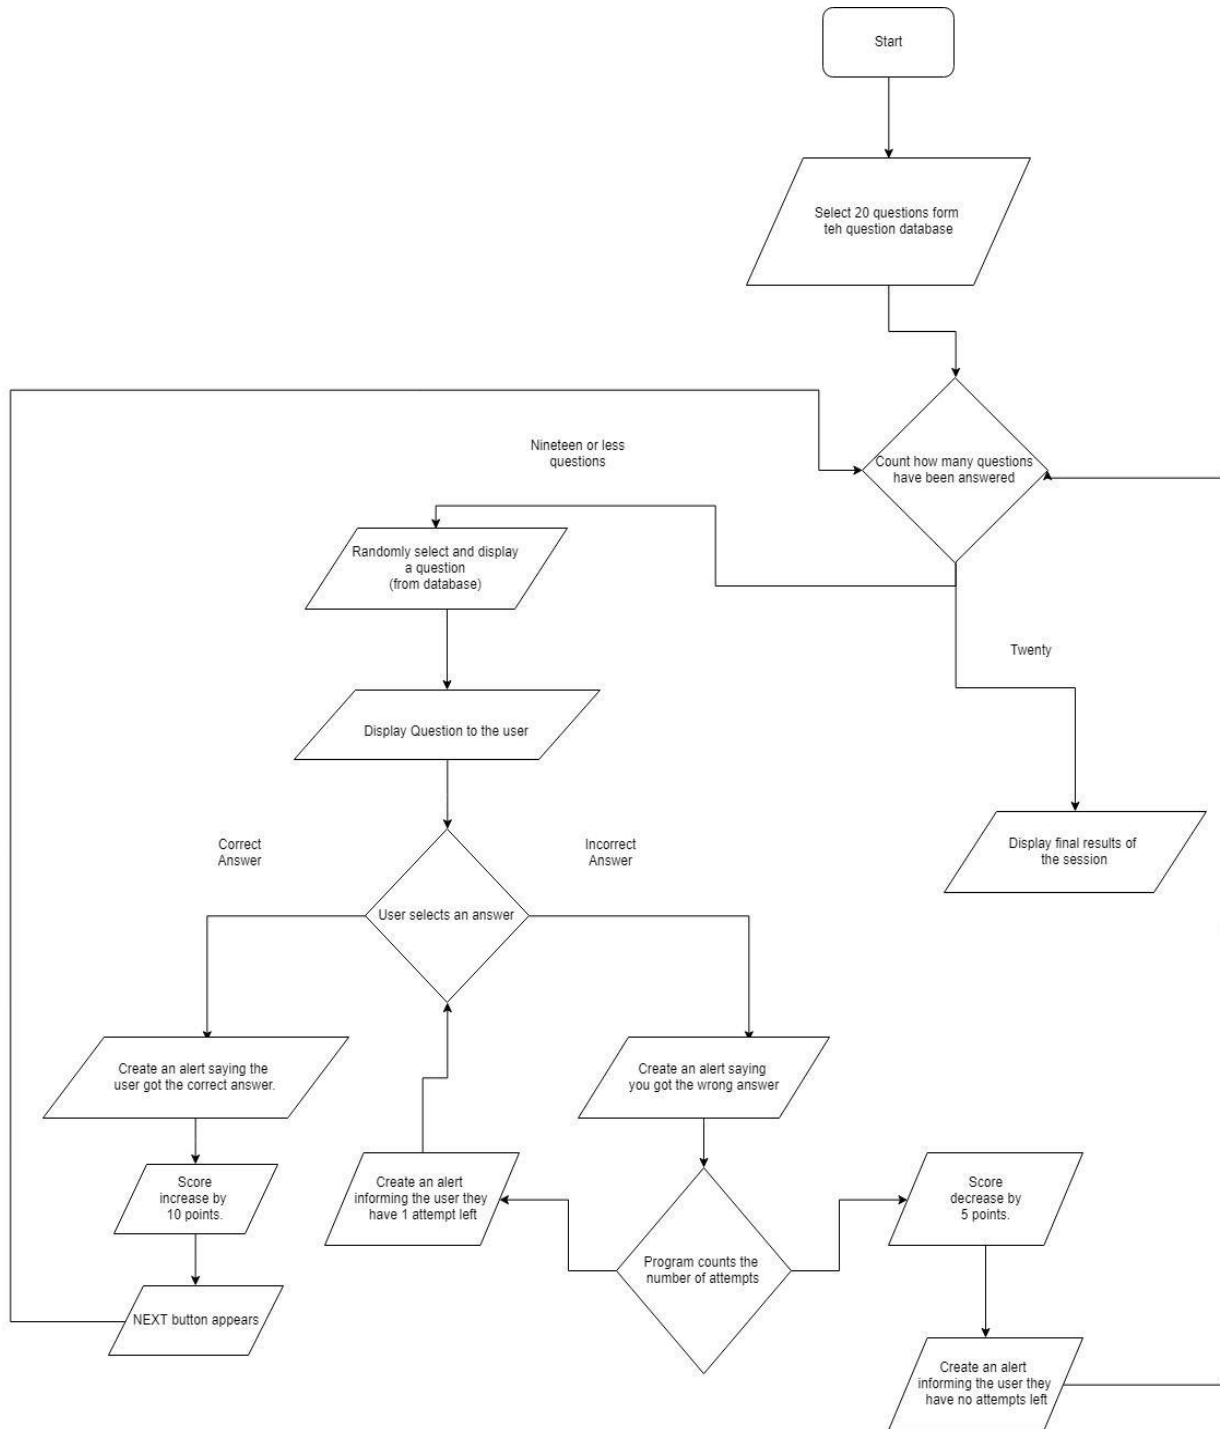 Start
Select 20 questions form
teh question database
Count how many questions
have been answered
Nineteen or less
questions
Randomly select and display
a question
(from database)
Twenty
Display Question to the user
Display final results of
the session
Correct
Answer
Incorrect
Answer
User selects an answer
Create an alert saying the
user got the correct answer.
Create an alert saying
you got the wrong answer
Score
increase by
10 points.
Create an alert
informing the user they
have 1 attempt left
Score
decrease by
5 points.
Program counts the
number of attempts
NEXT button appears
Create an alert
informing the user they
have no attempts left